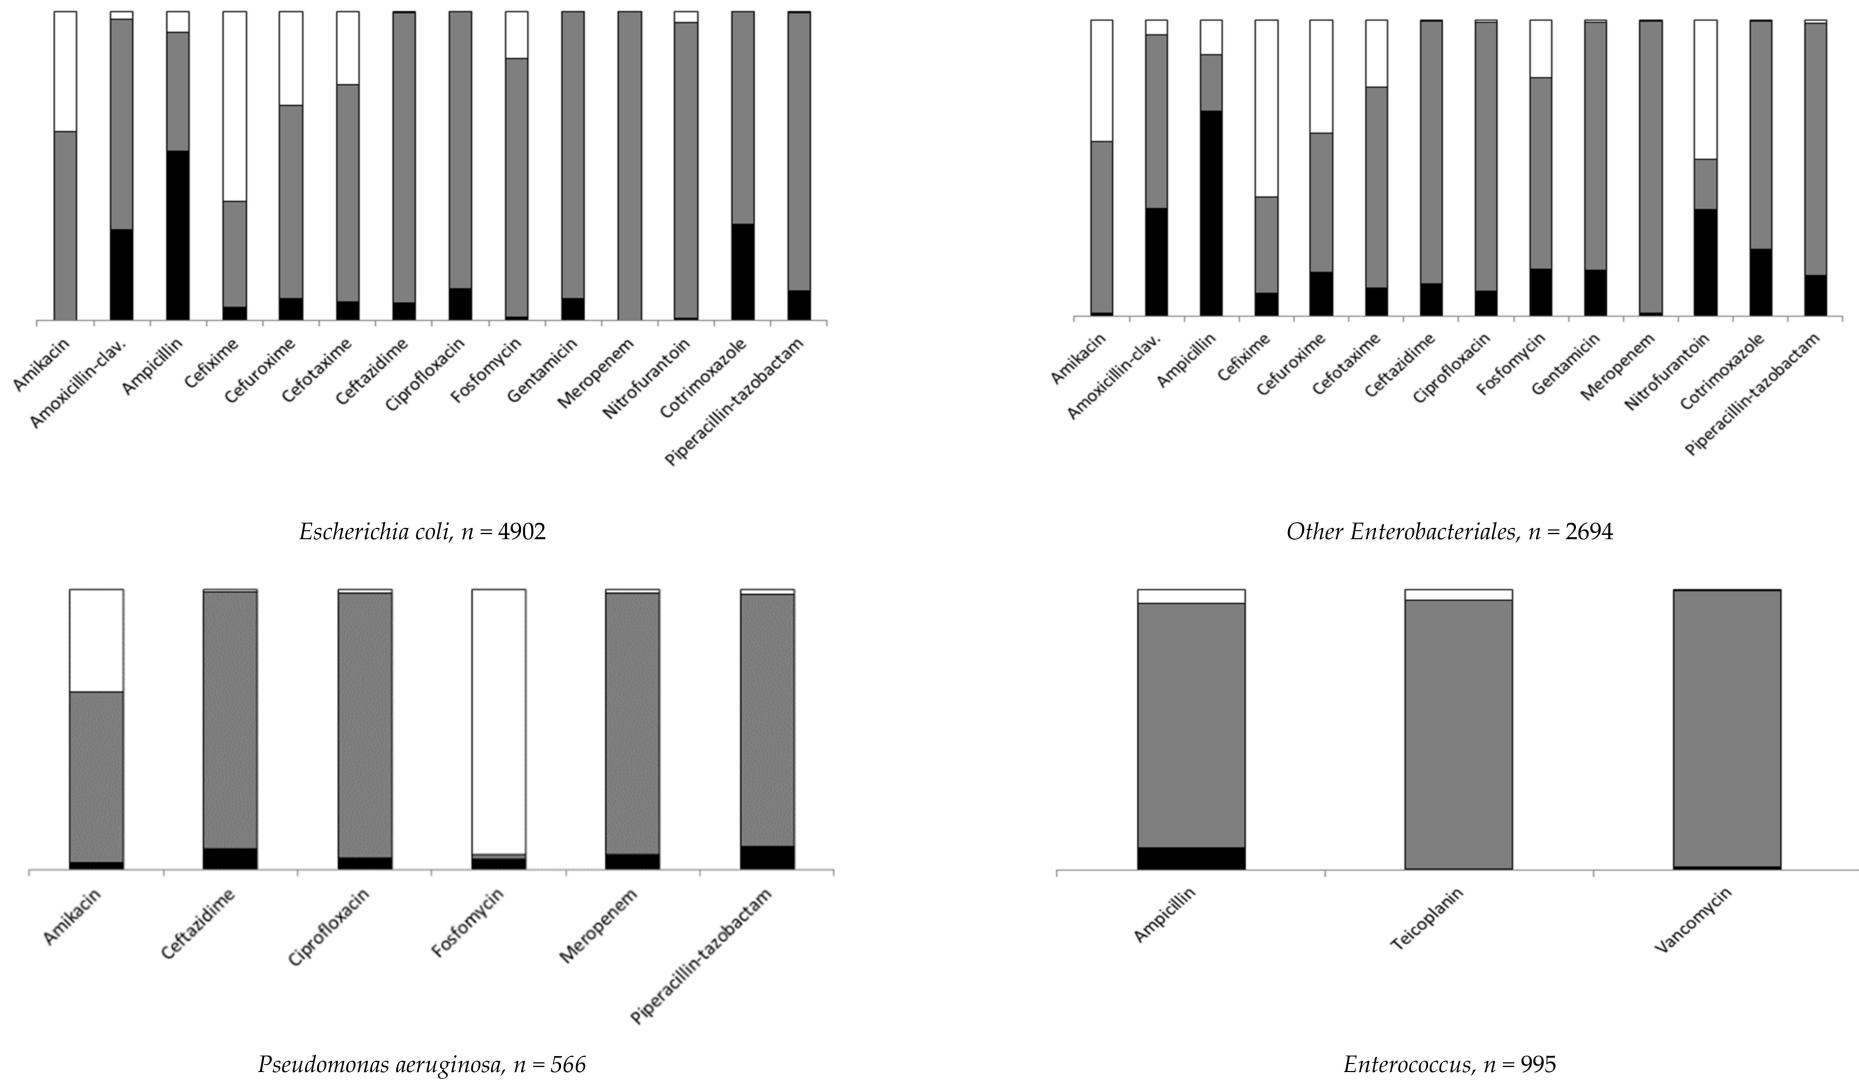 Amikacin
Amoxicillin-clav.
Ampicillin
Cefixime
Cefuroxime
Cefotaxime
Ceftazidime
Ciprofloxacin
Fosfomycin
Gentamicin
Meropenem
Nitrofurantoin
Cotrimoxazole
Piperacillin-tazobactam
Escherichia coli, n = 4902
Amikacin
Amoxicillin-clav.
Ampicillin
Cefixime
Cefuroxime
Cefotaxime
Ceftazidime
Ciprofloxacin
Fosfomycin
Gentamicin
Meropenem
Nitrofurantoin
Cotrimoxazole
Piperacillin-tazobactam
Other Enterobacteriales, n = 2694
Amikacin
Ceftazidime
Ciprofloxacin
Fosfomycin
Meropenem
Piperacillin-tazobactam
Pseudomonas aeruginosa, n = 566
Ampicillin
Teicoplanin
Vancomycin
Enterococcus, n = 995